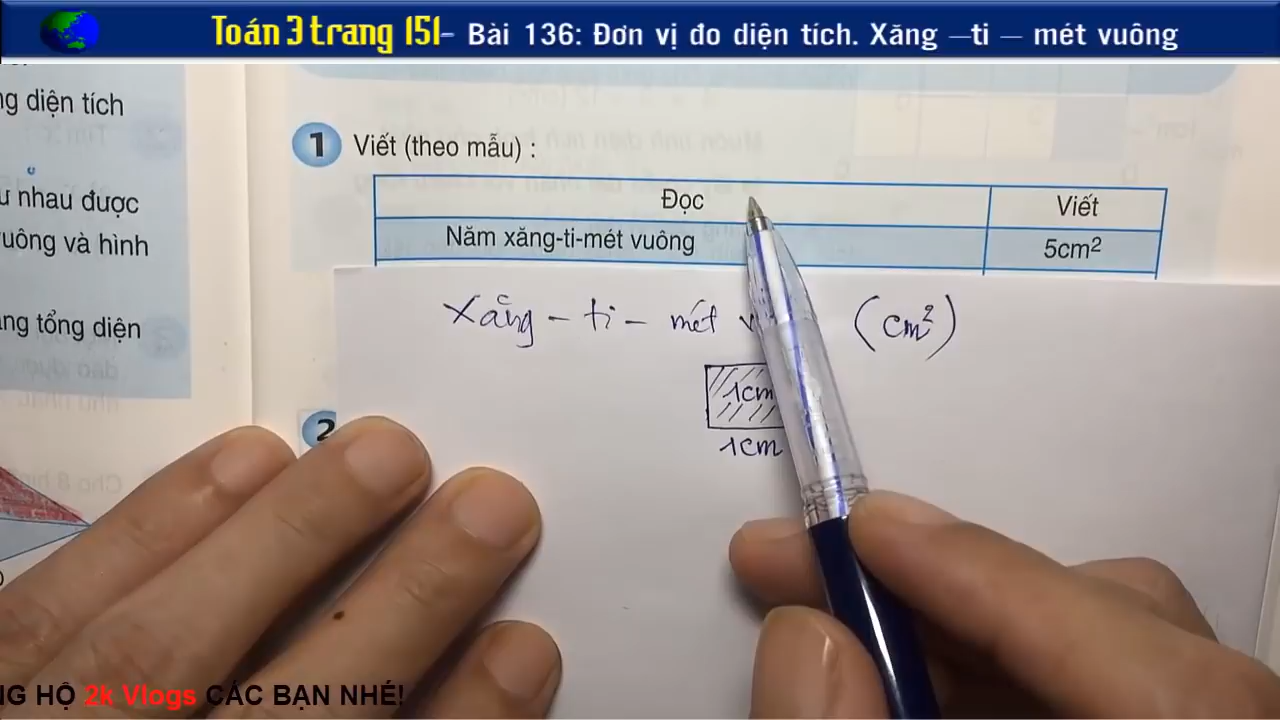 Toán 3 trang 151- Bài 136: Đơn vị đo diện tích. Xăng –ti – mét vuông
ng diện tích
nhau được
uông và hình
tổng diện
1 Viết (theo mẫu) :
Đọc Viết
Năm xăng-ti-mét vuông 5cm²
Xăng - ti - mét (cm²)
1cm
1cm
2
NG HỘ 2k Vlogs CÁC BẠN NHÉ!